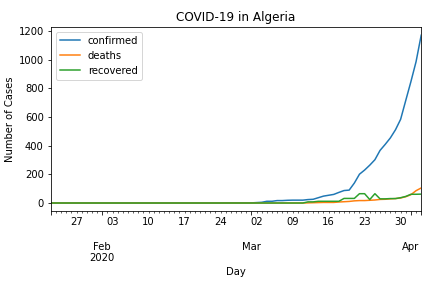 COVID-19 in Algeria
confirmed
deaths
recovered
Number of Cases
1200
1000
800
600
400
200
0
27 03 10 17 24 02 09 16 23 30
Feb Mar Apr
2020
Day